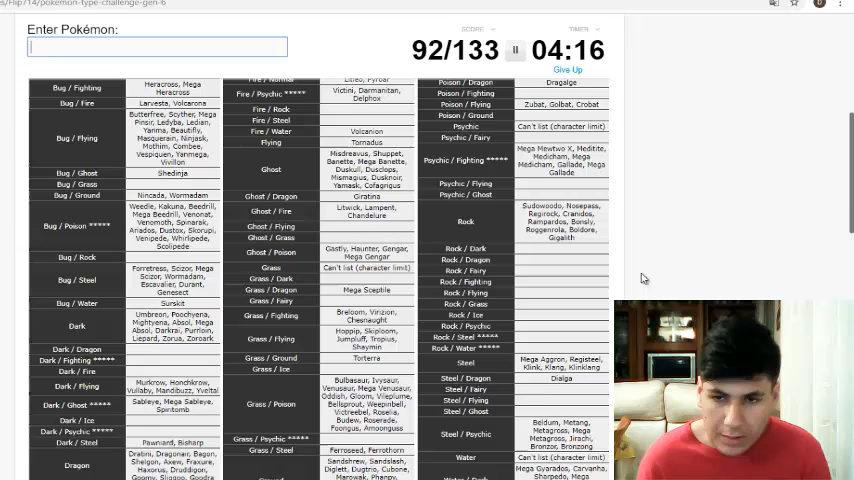 es/Flip714/pokemon-type-challenge-gen-6
Enter Pokémon:
SCORE
TIMER
92/133
04:16
Give Up
Bug / Fighting
Heracross, Mega
Heracross
Bug / Fire
Larvesta, Volcarona
Bug / Flying
Butterfree, Scyther, Mega
Pinsir, Ledyba, Ledian,
Yanma, Beautifly,
Masquerain, Ninjask,
Mothim, Combee,
Vespiquen, Yanmega,
Vivillon
Bug / Ghost
Shedinja
Bug / Grass
Bug / Ground
Nincada, Wormadam
Bug / Poison *****
Weedle, Kakuna, Beedrill,
Mega Beedrill, Venonat,
Venomoth, Spinarak,
Ariados, Dustox, Skorupi,
Venipede, Whirlipede,
Scolipede
Bug / Rock
Bug / Steel
Forretress, Scizor, Mega
Scizor, Wormadam,
Escavalier, Durant,
Genesect
Bug / Water
Surskit
Dark
Umbreon, Poochyena,
Mightyena, Absol, Mega
Absol, Darkrai, Purrloin,
Liepard, Zorua, Zoroark
Dark / Dragon
Dark / Fighting *****
Dark / Fire
Dark / Flying
Murkrow, Honchkrow,
Vullaby, Mandibuzz, Yveltal
Dark / Ghost *****
Sableye, Mega Sableye,
Spiritomb
Dark / Ice
Dark / Psychic *****
Dark / Steel
Pawniard, Bisharp
Dragon
Dratini, Dragonair, Bagon,
Shelgon, Axew, Fraxure,
Haxorus, Druddigon,
Goomy, Sliggoo, Goodra
Fire / Normal
Litleo, Pyroar
Fire / Psychic *****
Victini, Darmanitan,
Delphox
Fire / Rock
Fire / Steel
Fire / Water
Volcanion
Flying
Tornadus
Ghost
Misdreavus, Shuppet,
Banette, Mega Banette,
Duskull, Dusclops,
Mismagius, Dusknoir,
Yamask, Cofagrigus
Ghost / Dragon
Giratina
Ghost / Fire
Litwick, Lampent,
Chandelure
Ghost / Flying
Ghost / Grass
Ghost / Poison
Gastly, Haunter, Gengar,
Mega Gengar
Grass
Can't list (character limit)
Grass / Dark
Grass / Dragon
Mega Sceptile
Grass / Fairy
Grass / Fighting
Breloom, Virizion,
Chesnaught
Grass / Flying
Hoppip, Skiploom,
Jumpluff, Tropius,
Shaymin
Grass / Ground
Torterra
Grass / Ice
Grass / Poison
Bulbasaur, Ivysaur,
Venusaur, Mega Venusaur,
Oddish, Gloom, Vileplume,
Bellsprout, Weepinbell,
Victreebel, Roselia,
Budew, Roserade,
Foongus, Amoonguss
Grass / Psychic *****
Grass / Steel
Ferroseed, Ferrothorn
Sandshrew, Sandslash,
Diglett, Dugtrio, Cubone,
Marowak, Phanpy,
Poison / Dragon
Dragalge
Poison / Fighting
Poison / Flying
Zubat, Golbat, Crobat
Poison / Ground
Psychic
Can't list (character limit)
Psychic / Fairy
Psychic / Fighting *****
Mega Mewtwo X, Meditite,
Medicham, Mega
Medicham, Gallade, Mega
Gallade
Psychic / Flying
Psychic / Ghost
Rock
Sudowoodo, Nosepass,
Regirock, Cranidos,
Rampardos, Bonsly,
Roggenrola, Boldore,
Gigalith
Rock / Dark
Rock / Dragon
Rock / Fairy
Rock / Fighting
Rock / Flying
Rock / Grass
Rock / Ice
Rock / Psychic
Rock / Steel *****
Rock / Water *****
Steel
Mega Aggron, Registeel,
Klink, Klang, Klinklang
Steel / Dragon
Dialga
Steel / Fairy
Steel / Flying
Steel / Ghost
Steel / Psychic
Beldum, Metang,
Metagross, Mega
Metagross, Jirachi,
Bronzor, Bronzong
Water
Can't list (character limit)
Mega Gyarados, Carvanha,
Sharpedo, Mega